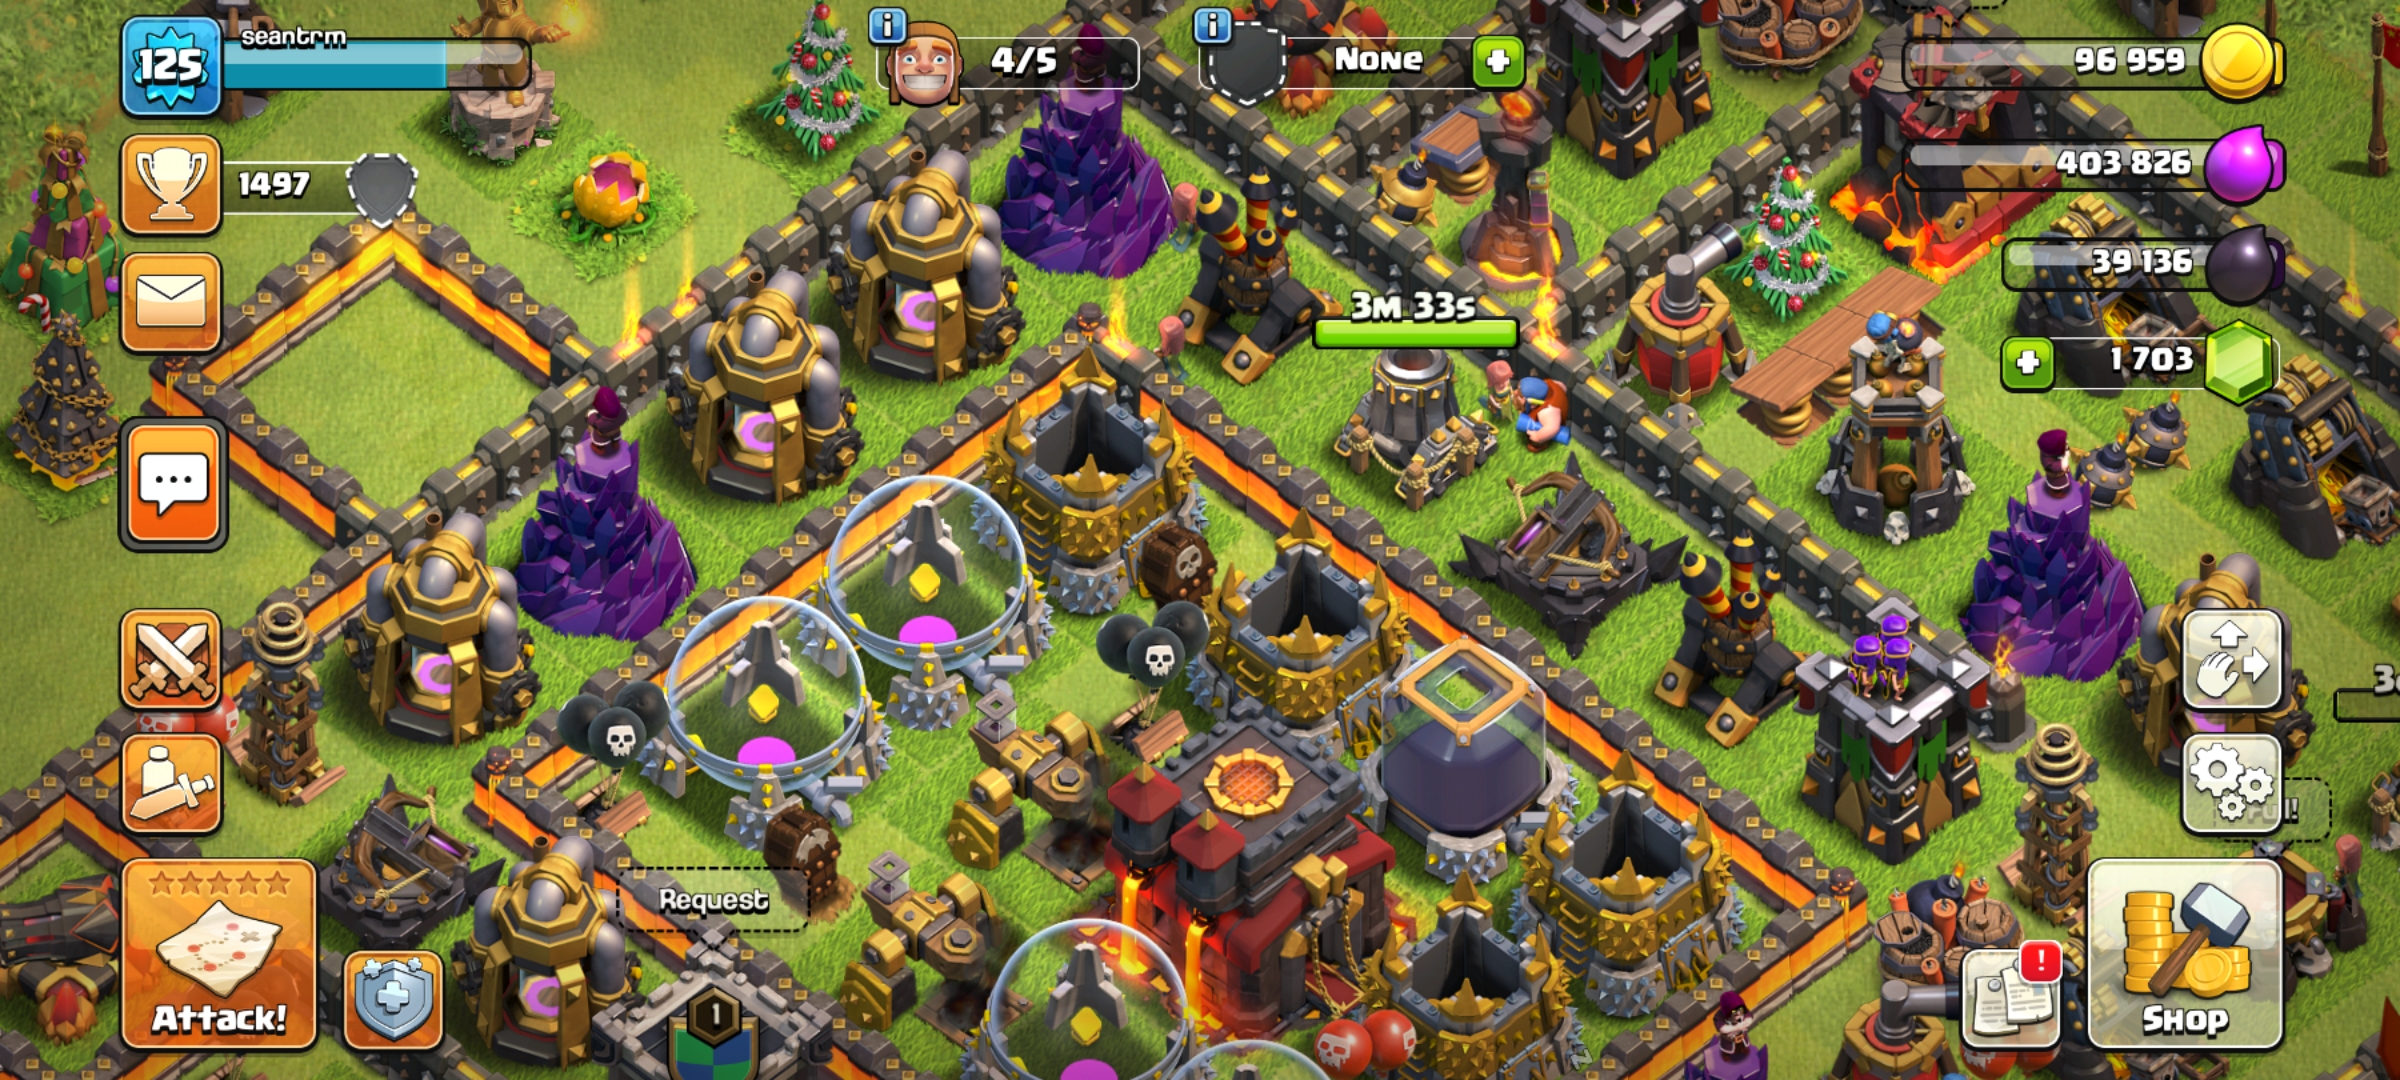 125
seantrm
4/5
None
96 959
1497
403 826
39 136
3M 33s
1 703
Request
1
Attack!
!
Shop